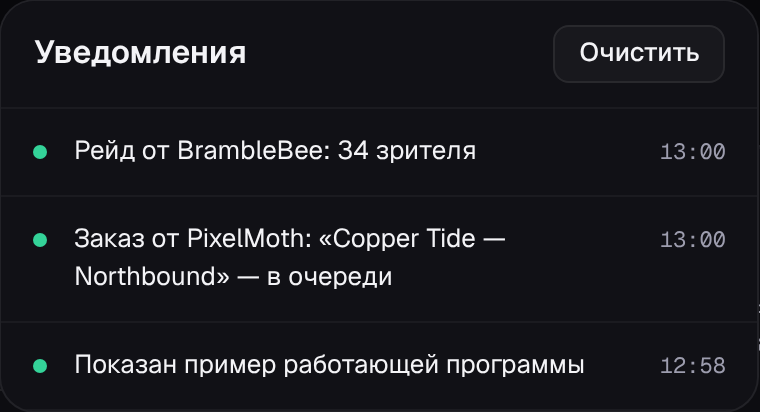 Уведомления
Очистить
Рейд от BrambleBee: 34 зрителя
13:00
Заказ от PixelMoth: «Copper Tide —
Northbound» — в очереди
13:00
Показан пример работающей программы
12:58